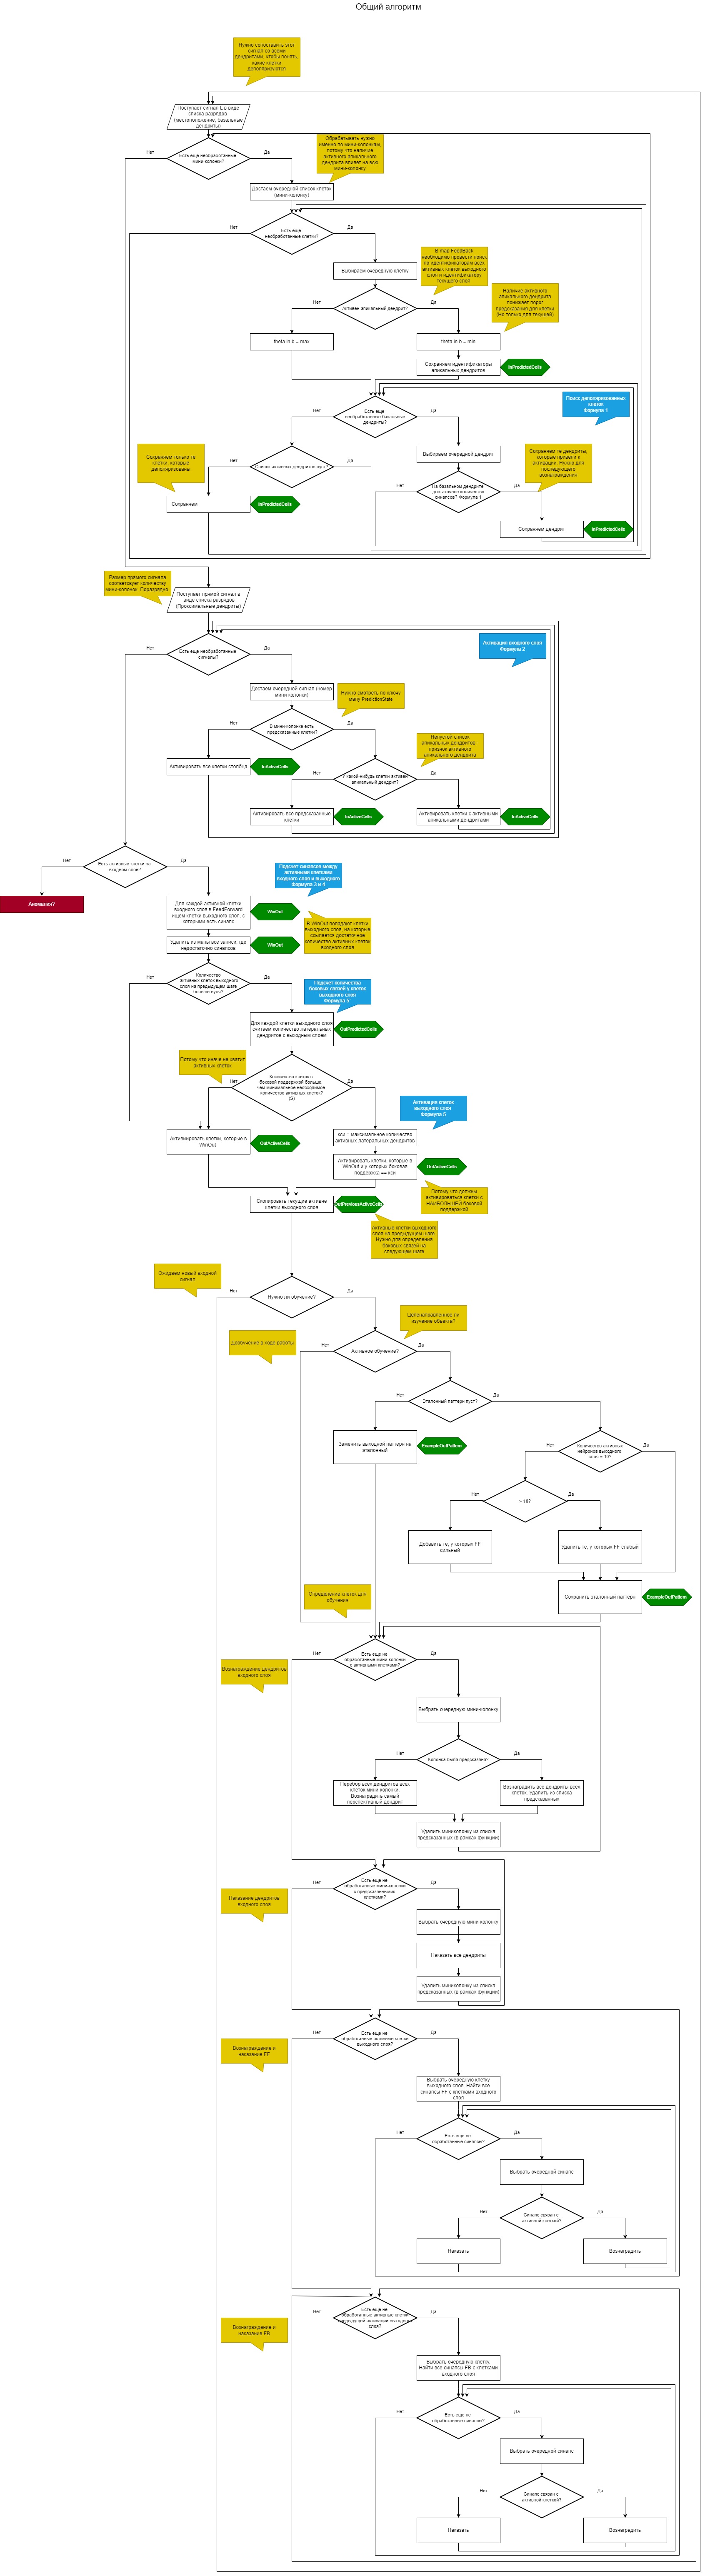 Общий алгоритм
Нужно сопоставить этот
сигнал со всеми
дендритами, чтобы понять,
какие клетки
деполяризуются
Поступает сигнал L в виде
списка разрядов
(местоположение, базальные
дендриты)
Есть еще необработанные
мини-колонки?
Нет
Да
Обрабатывать нужно
именно по мини-колонкам,
потому что наличие
активного апикального
дендрита влияет на всю
мини-колонку.
Достаем очередной список клеток
(мини-колонку)
Есть еще
необработанные клетки?
Нет
Да
Выбираем очередную клетку
В map FeedBack
необходимо провести поиск
по идентификаторам всех
активных клеток выходного
слоя и идентификатору
текущего слоя
Активен апикальный дендрит?
Нет
Да
Наличие активного
апикального дендрита
понижает порог
предсказания для клетки
(Но только для текущей)
theta in b = max
theta in b = min
Сохраняем идентификаторы
апикальных дендритов
InPredictedCells
Есть еще
необработанные базальные
дендриты?
Нет
Да
Поиск деполяризованных
клеток
Формула 1
Выбираем очередной дендрит
Сохраняем те дендриты,
которые привели к
активации. Нужно для
последующего
вознаграждения
Сохраняем только те
клетки, которые
деполяризованы
Список активных дендритов пуст?
Нет
Да
На базальном дендрите
достаточное количество
синапсов? Формула 1
Нет
Да
Сохраняем
InPredictedCells
Сохраняем дендрит
InPredictedCells
Размер прямого сигнала
соответсвует количеству
мини-колонок. Поразрядно.
Поступает прямой сигнал в
виде списка разрядов
(Проксимальные дендриты)
Есть еще необработанные
сигналы?
Нет
Да
Активация входного слоя
Формула 2
Достаем очередной сигнал (номер
мини колонки)
Нужно смотреть по ключу
мапу PredictionState
В мини-колонке есть
предсказанные клетки?
Нет
Да
Непустой список
апикальных дендритов -
признак активного
апикального дендрита
Активировать все клетки столбца
InActiveCells
У какой-нибудь клетки активен
апикальный дендрит?
Нет
Да
Активировать все предсказанные
клетки
InActiveCells
Активировать клетки с активными
апикальными дендритами
InActiveCells
Есть активные клетки на
входном слое?
Нет
Да
Аномалия?
Подсчет синапсов между
активными клетками
входного слоя и выходного
Формула 3 и 4
Для каждой активной клетки
входного слоя в FeedForward
ищем клетки выходного слоя, с
которыми есть синапс.
WinOut
В WinOut попадают клетки
выходного слоя, на которые
ссылается достаточное
количество активных клеток
входного слоя
Удалить из мапы все записи, где
недостаточно синапсов
WinOut
Количество
активных клеток выходного
слоя на предыдущем шаге
больше нуля?
Нет
Да
Подсчет количества
боковых связей у клеток
выходного слоя
Формула 5'
Для каждой клетки выходного слоя
считаем количество латеральных
дендритов с выходным слоем
OutPredictedCells
Потому что иначе не хватит
активных клеток
Количество клеток с
боковой поддержкой больше,
чем минимальное необходимое
количество активных клеток?
(S)
Нет
Да
Активация клеток
выходного слоя
Формула 5
Активировать клетки, которые в
WinOut
OutActiveCells
кси = максимальное количество
активных латеральных дендритов
Активировать клетки, которые в
WinOut и у которых боковая
поддержка >= кси
OutActiveCells
Потому что должны
активироваться клетки с
НАИБОЛЬШЕЙ боковой
поддержкой
Скопировать текущие активне
клетки выходного слоя
OutPreviousActiveCells
Активные клетки выходного
слоя на предыдущем шаге.
Нужно для определения
боковых связей на
следующем шаге
Ожидаем новый входной
сигнал
Нужно ли обучение?
Нет
Да
Целенаправленное ли
изучение объекта?
Дообучение в ходе работы
Активное обучение?
Нет
Да
Эталонный паттерн пуст?
Нет
Да
Заменить выходной паттерн на
эталонный
ExampleOutPattern
Количество активных
нейронов выходного
слоя = 10?
Нет
Да
> 10?
Нет
Да
Добавить те, у которых FF
сильный
Удалить те, у которых FF слабый
Определение клеток для
обучения
Сохранить эталонный паттерн
ExampleOutPattern
Вознаграждение дендритов
входного слоя
Есть еще не
обработанные мини-колонки
с активными клетками?
Нет
Да
Выбрать очередную мини-колонку
Колонка была предсказана?
Нет
Да
Перебор всех дендритов всех
клеток мини-колонки.
Вознаградить самый
перспективный дендрит
Вознаградить все дендриты всех
клеток, Удалить из списка
предсказанных
Удалить миниколонку из списка
предсказанных (в рамках функции)
Наказание дендритов
входного слоя
Есть еще не
обработанные мини-колонки
с предсказанными
клетками?
Нет
Да
Выбрать очередную мини-колонку
Наказать все дендриты
Удалить миниколонку из списка
предсказанных (в рамках функции)
Вознаграждение и
наказание FF
Есть еще не
обработанные активные клетки
выходного слоя?
Нет
Да
Выбрать очередную клетку
выходного слоя. Найти все
синапсы FF с клетками входного
слоя
Есть еще не
обработанные синапсы?
Нет
Да
Выбрать очередной синапс
Синапс связан с
активной клеткой?
Нет
Да
Наказать
Вознаградить
Вознаграждение и
наказание FB
Есть еще не
обработанные активные клетки
предыдущей активации выходного
слоя?
Нет
Да
Выбрать очередную клетку.
Найти все синапсы FB с клетками
входного слоя
Есть еще не
обработанные синапсы?
Нет
Да
Выбрать очередной синапс
Синапс связан с
активной клеткой?
Нет
Да
Наказать
Вознаградить